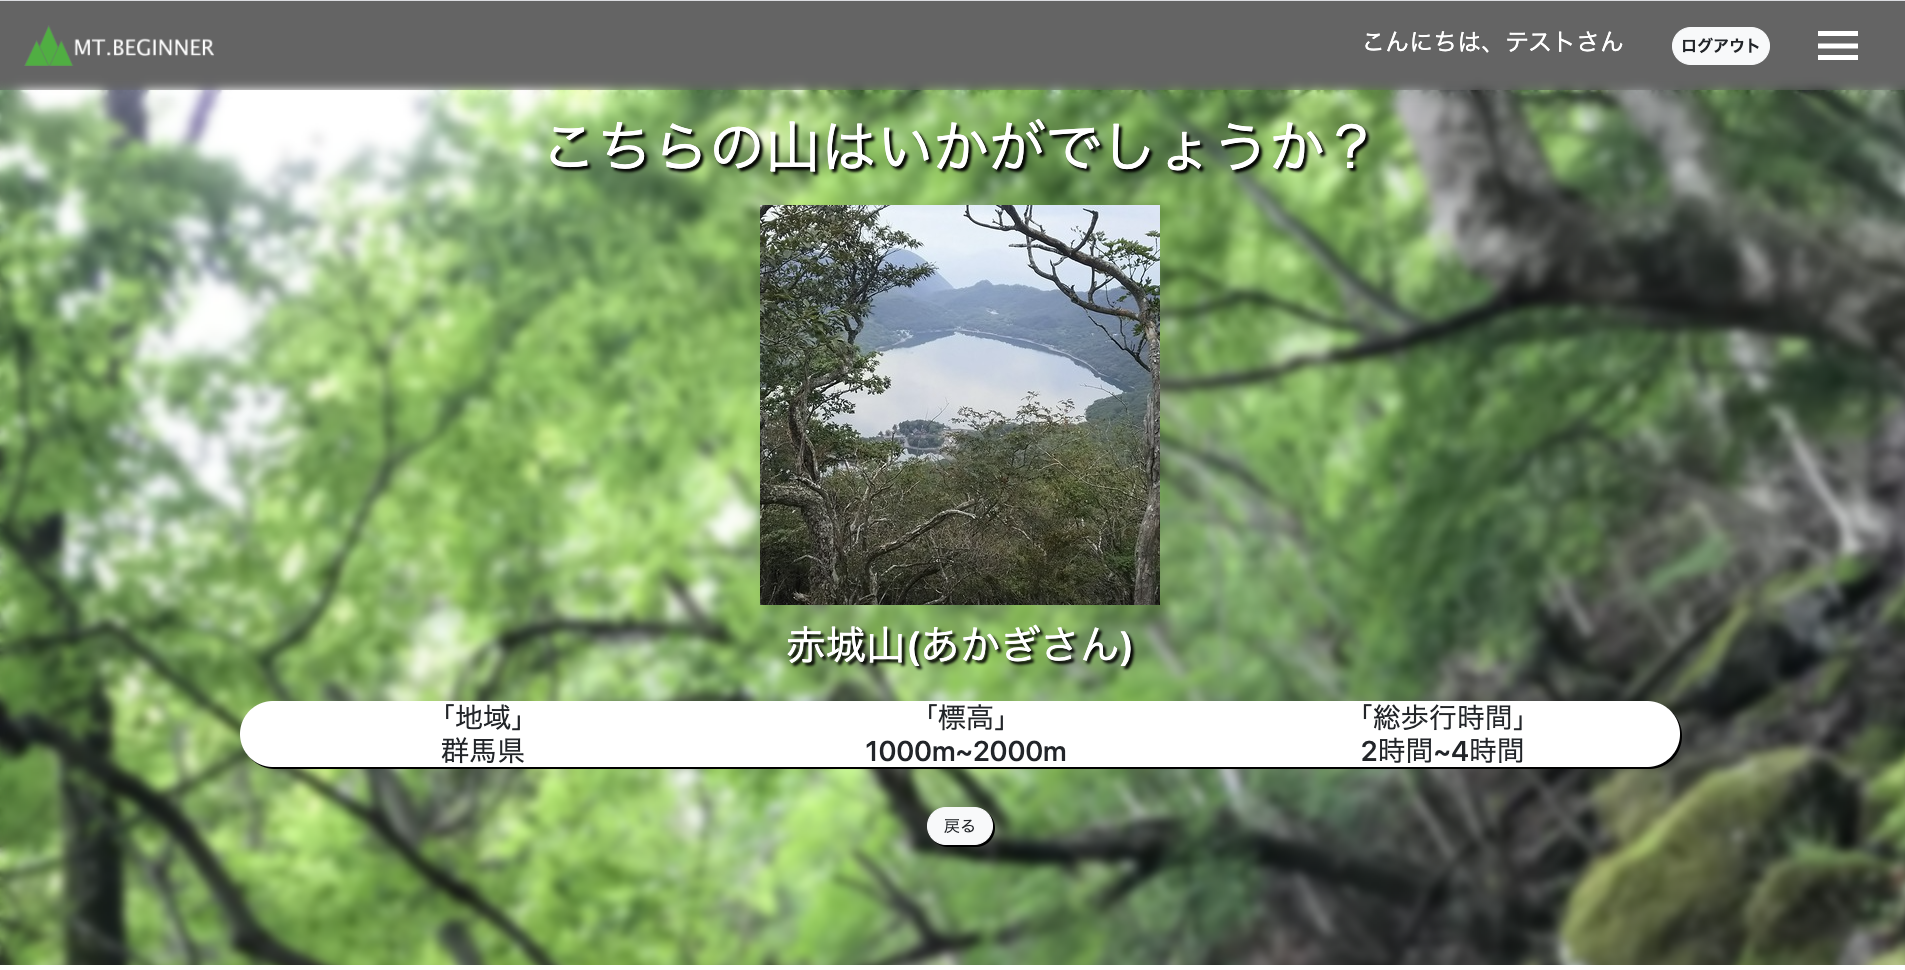 MT.BEGINNER
こんにちは、テストさん
ログアウト
こちらの山はいかがでしょうか？
赤城山(あかぎさん)
「地域」
群馬県
「標高」
1000m~2000m
「総歩行時間」
2時間~4時間
戻る